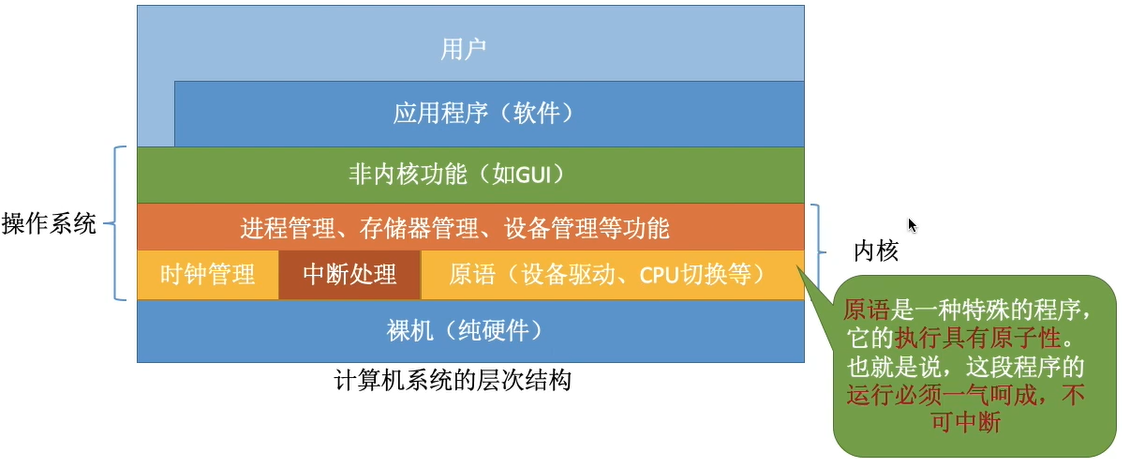 用户
应用程序（软件）
非内核功能（如GUI）
操作系统
进程管理、存储器管理、设备管理等功能
内核
时钟管理
中断处理
原语（设备驱动、CPU切换等）
裸机（纯硬件）
计算机系统的层次结构
原语是一种特殊的程序，
它的执行具有原子性。
也就是说，这段程序的
运行必须一气呵成，不
可中断